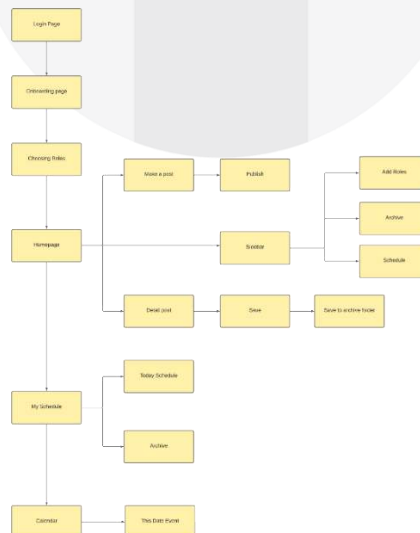 Login Page
Onboarding page
Choosing Roles
Make a post
Publish
Add Roles
Archive
Homepage
Sidebar
Schedule
Detail post
Save
Save to archive folder
Today Schedule
My Schedule
Archive
Calendar
This Date Event